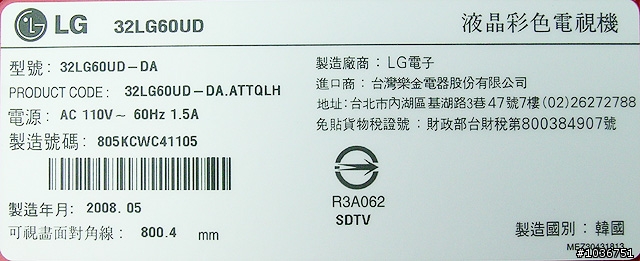 LG 32LG60UD
液晶彩色電視機
型號: 32LG60UD-DA
PRODUCT CODE: 32LG60UD-DA.ATTQLH
電源: AC 110V~ 60Hz 1.5A
製造號碼: 805KCWC41105
製造年月: 2008.05
可視畫面對角線: 800.4 mm
製造廠商: LG電子
進口商: 台灣樂金電器股份有限公司
地址:台北市內湖區基湖路3巷47號7樓(02)26272788
免貼貨物稅證號: 財政部台財稅第800384907號
R3A062
SDTV
製造國別: 韓國
MEZ30431813
#1036751